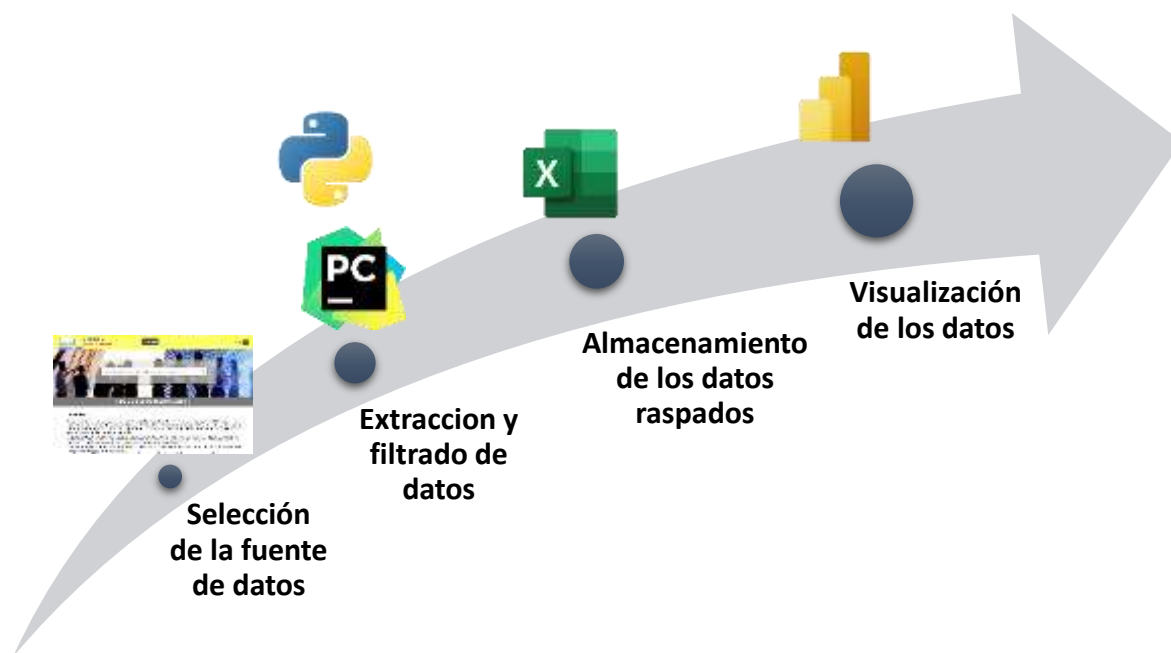 PC
X
Selección
de la fuente
de datos
Extraccion y
filtrado de
datos
Almacenamiento
de los datos
raspados
Visualización
de los datos